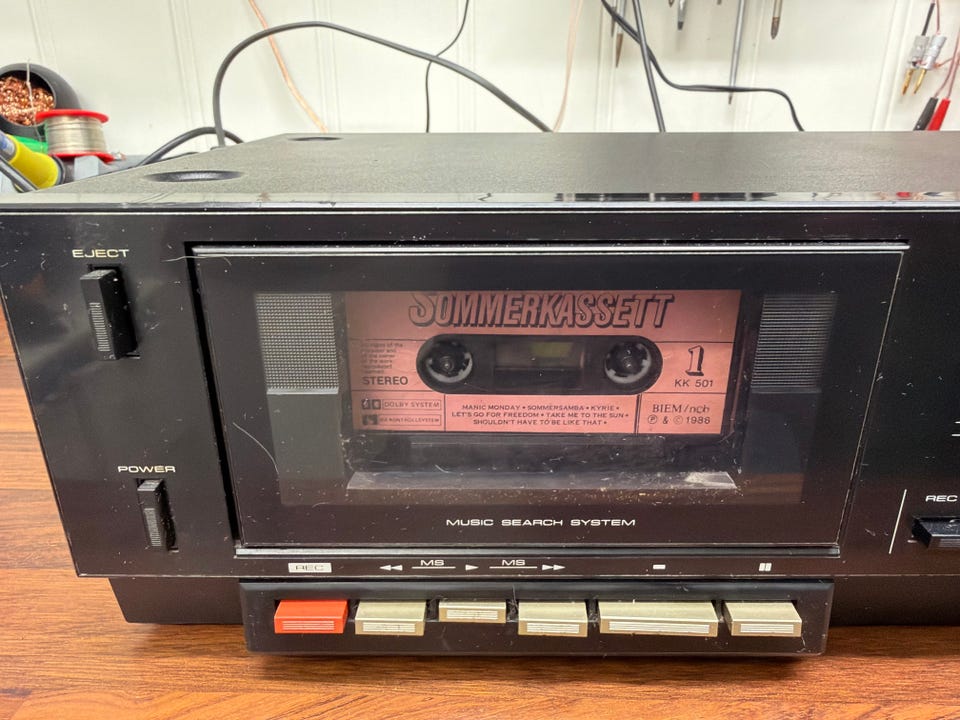 EJECT
POWER
SOMMERKASSETT
STEREO
1
KK 501
DOLBY SYSTEM
MANIC MONDAY • SOMMERSAMBA • KYRIE •
LET'S GO FOR FREEDOM • TAKE ME TO THE SUN •
SHOULDN'T HAVE TO BE LIKE THAT •
BIEM/ncb
Ⓟ & © 1986
MUSIC SEARCH SYSTEM
REC
MS
MS
REC